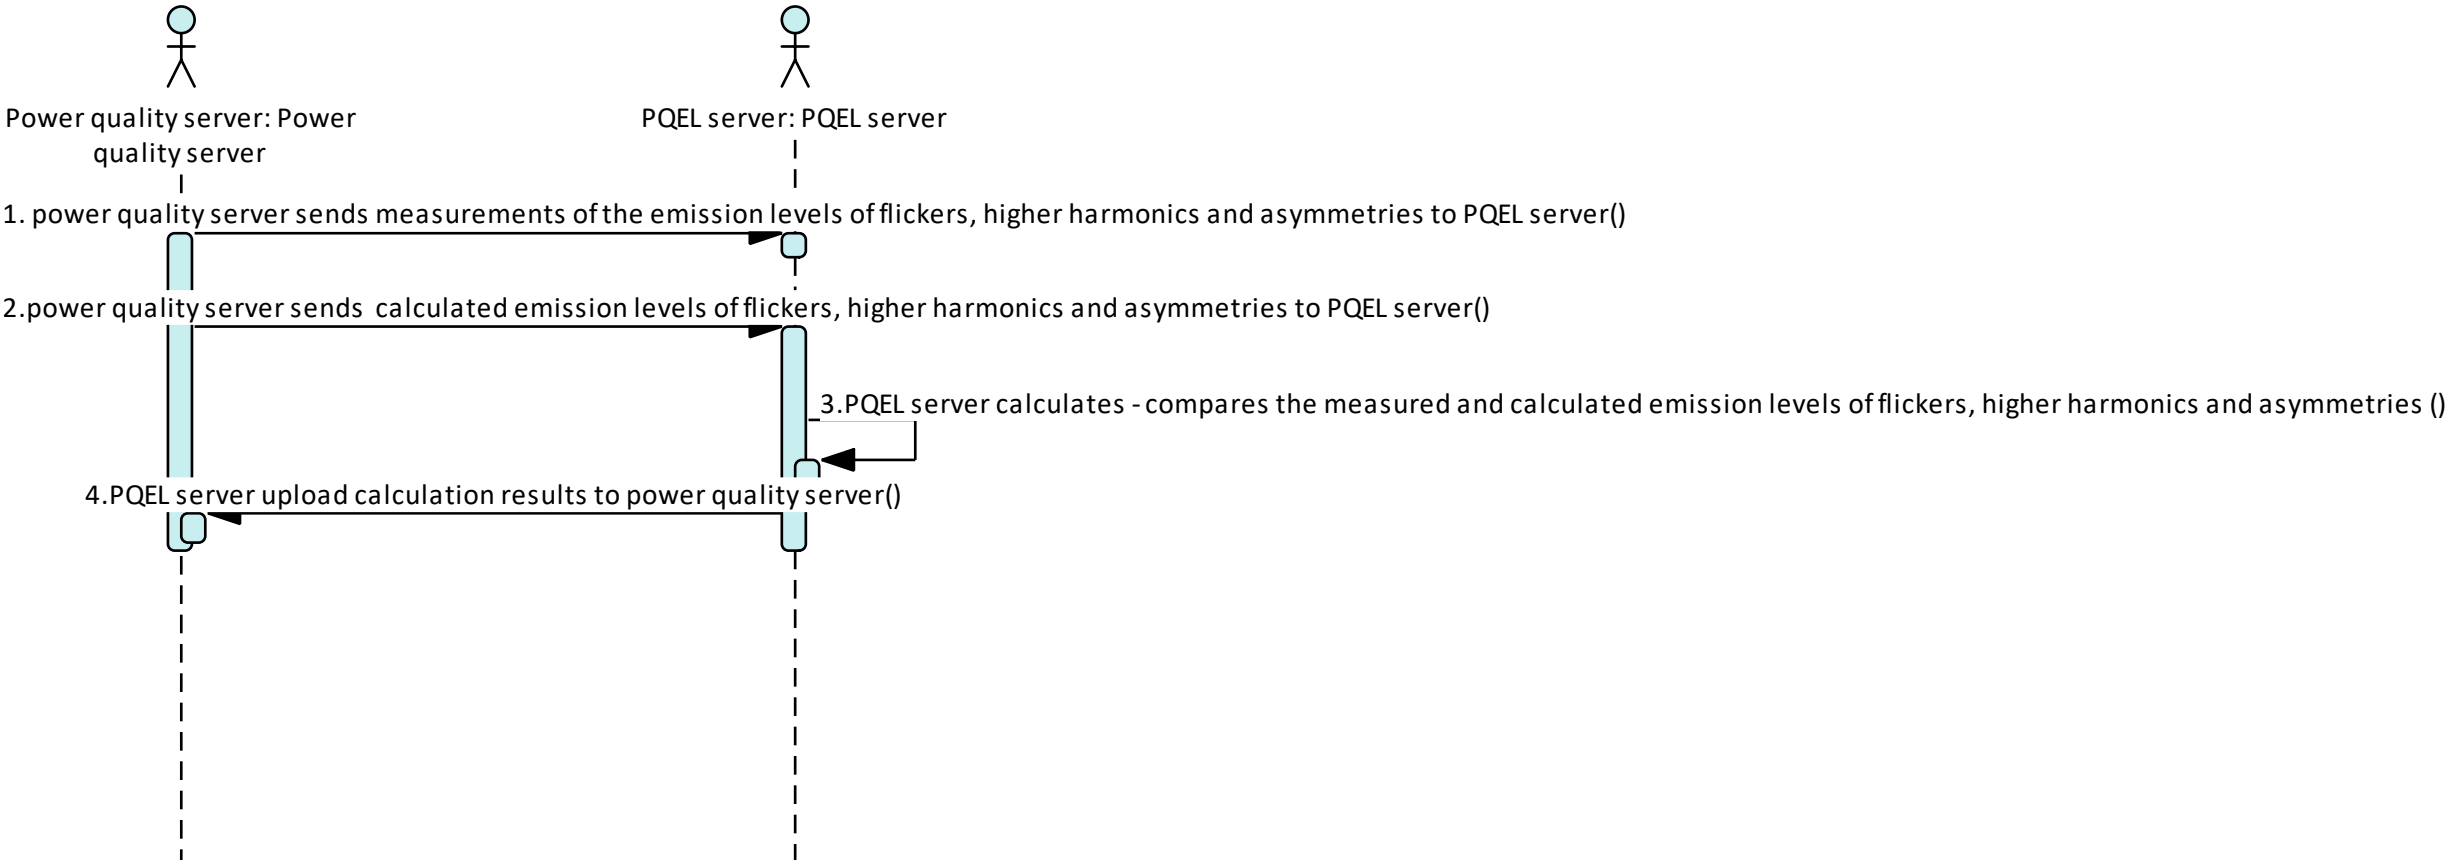 Power quality server: Power
quality server
PQEL server: PQEL server
1. power quality server sends measurements of the emission levels of flickers, higher harmonics and asymmetries to PQEL server()
2.power quality server sends  calculated emission levels of flickers, higher harmonics and asymmetries to PQEL server()
3.PQEL server calculates - compares the measured and calculated emission levels of flickers, higher harmonics and asymmetries ()
4.PQEL server upload calculation results to power quality server()